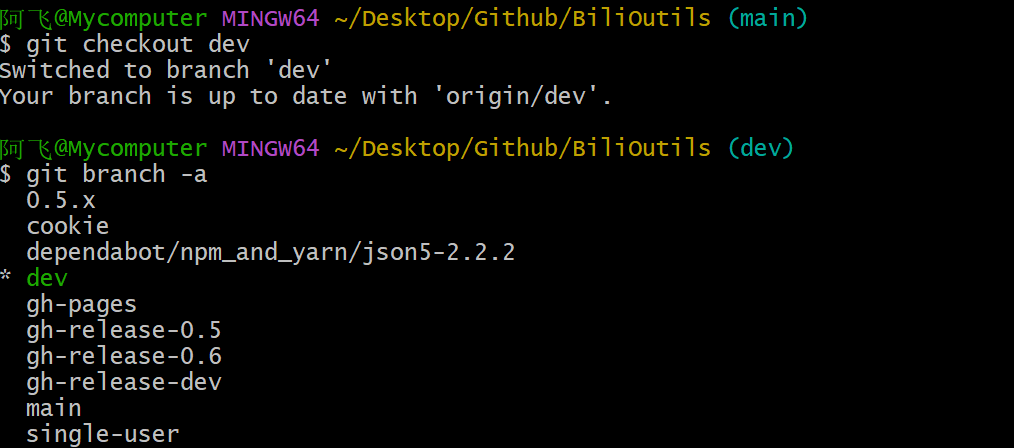 阿飞@Mycomputer MINGW64 ~/Desktop/Github/BiliOutils (main)
$ git checkout dev
Switched to branch 'dev'
Your branch is up to date with 'origin/dev'.
阿飞@Mycomputer MINGW64 ~/Desktop/Github/BiliOutils (dev)
$ git branch -a
  0.5.x
  cookie
  dependabot/npm_and_yarn/json5-2.2.2
* dev
  gh-pages
  gh-release-0.5
  gh-release-0.6
  gh-release-dev
  main
  single-user